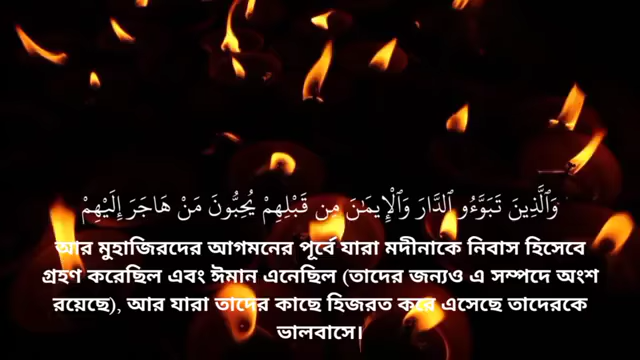 وَٱلَّذِينَ تَبَوَّءُو ٱلدَّارَ وَٱلْإِيمَـٰنَ مِن قَبْلِهِمْ يُحِبُّونَ مَنْ هَاجَرَ إِلَيْهِمْ
আর মুহাজিরদের আগমনের পূর্বে যারা মদীনাকে নিবাস হিসেবে
গ্রহণ করেছিল এবং ঈমান এনেছিল (তাদের জন্যও এ সম্পদে অংশ
রয়েছে), আর যারা তাদের কাছে হিজরত করে এসেছে তাদেরকে
ভালবাসে।